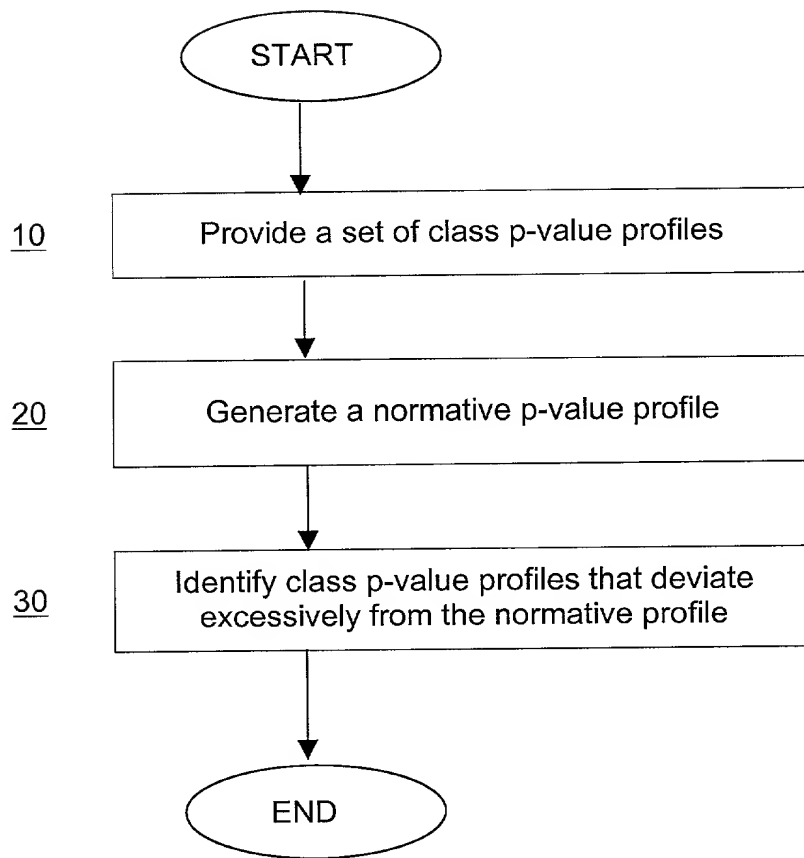 START
10
Provide a set of class p-value profiles
20
Generate a normative p-value profile
30
Identify class p-value profiles that deviate
excessively from the normative profile
END